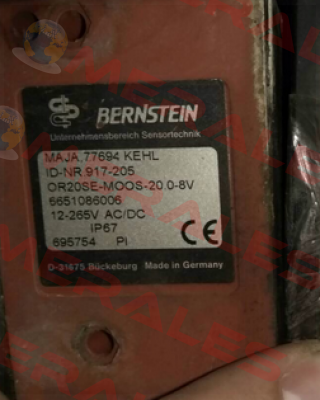 BERNSTEIN
Unternehmensbereich Sensortechnik
MAJA.77694 KEHL
ID-NR.917-205
OR20SE-MOOS-20.0-8V
6651086006
12-265V AC/DC
IP67
695754 PI
CE
D-31675 Bückeburg Made in Germany